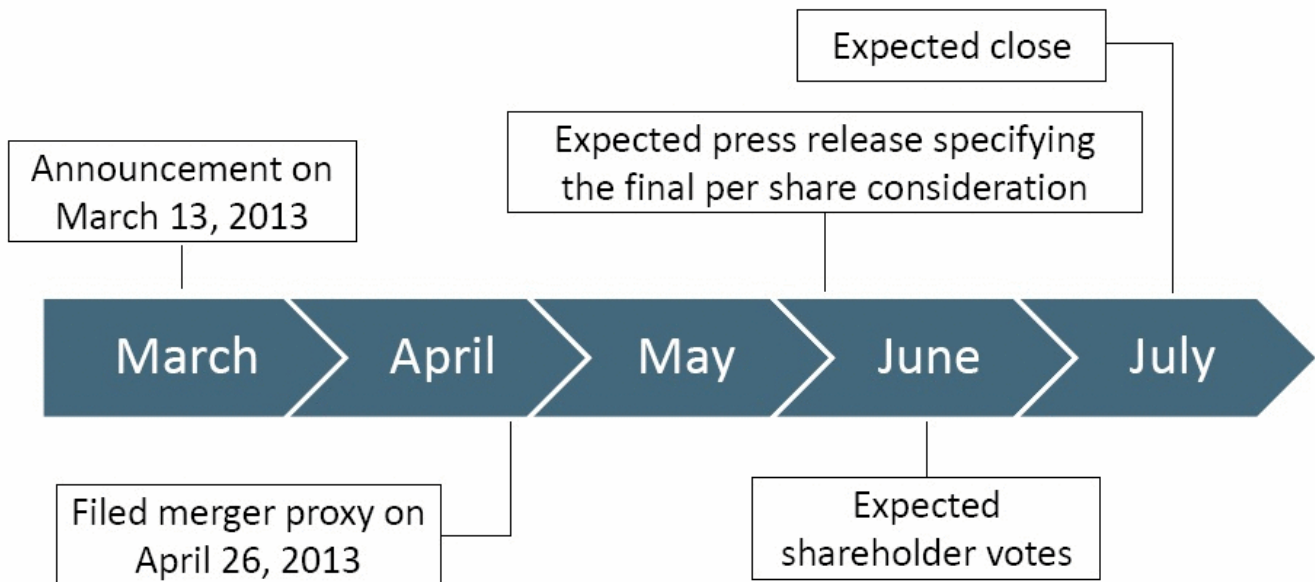 Expected close
Expected press release specifying
the final per share consideration
Announcement on
March 13, 2013
March
April
May
June
July
Filed merger proxy on
April 26, 2013
Expected
shareholder votes